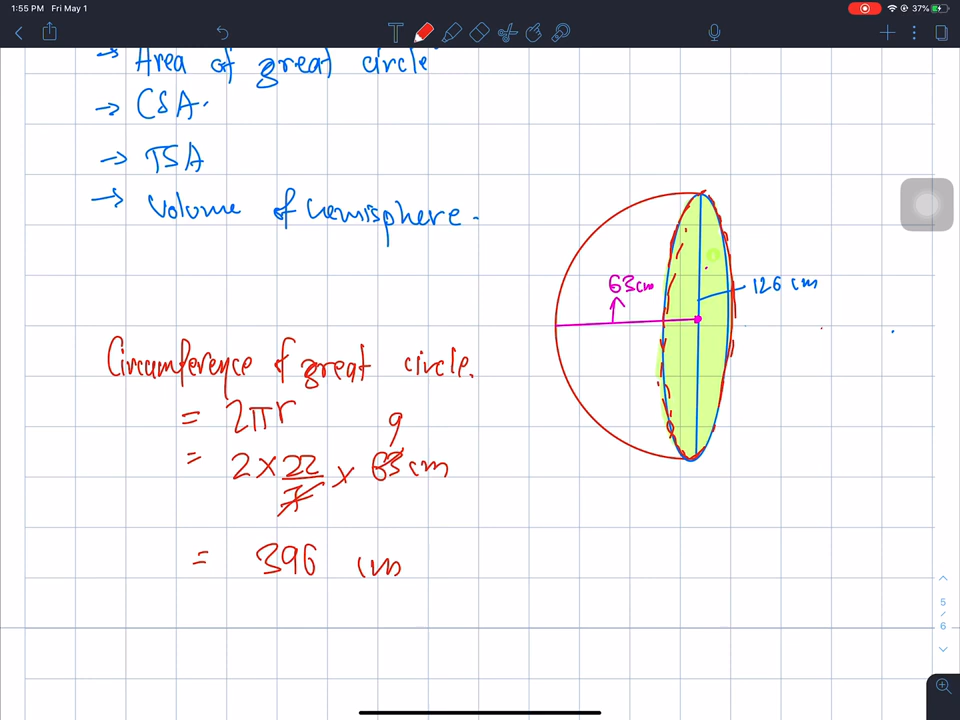 1:55 PM Fri May 1
37%
→ Area of great circle
→ CSA.
→ TSA
→ Volume of hemisphere.
63cm
126 cm
Circumference of great circle.
= 2πr
9
= 2 × 22/7 × 63 cm
= 396 cm
5
/
6